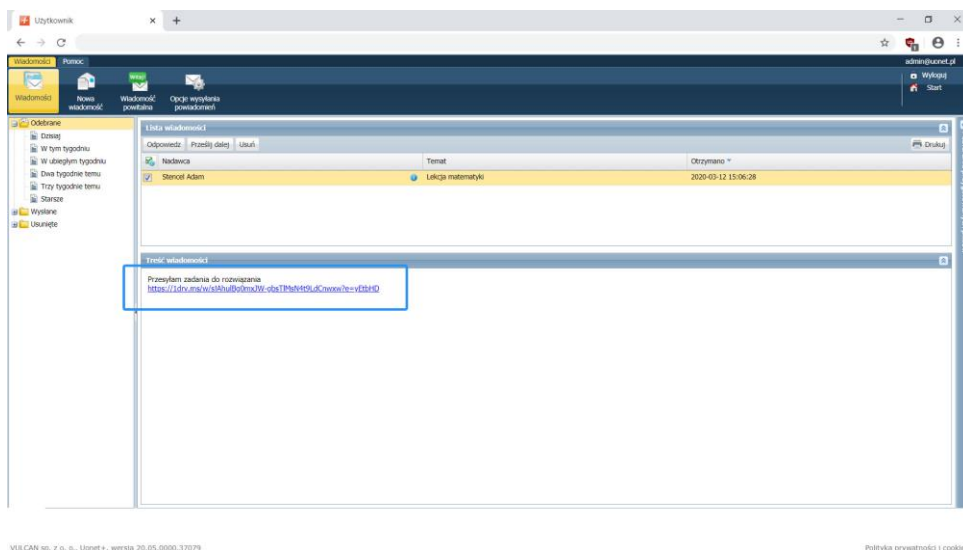 Użytkownik
Wiadomości Pomoc admin@uonet.pl
Wyloguj
Start
Wiadomości
Nowa wiadomość
Wiadomość powitalna
Opcje wysyłania powiadomień
Odebrane
Dzisiaj
W tym tygodniu
W ubiegłym tygodniu
Dwa tygodnie temu
Trzy tygodnie temu
Starsze
Wysłane
Usunięte
Lista wiadomości
Odpowiedz Prześlij dalej Usuń Drukuj
Nadawca Temat Otrzymano
Stencel Adam Lekcja matematyki 2020-03-12 15:06:28
Treść wiadomości
Przesyłam zadania do rozwiązania
VULCAN sp. z o. o., Uonet+, wersja 20.05.0000.37079 Polityka prywatności i cookie